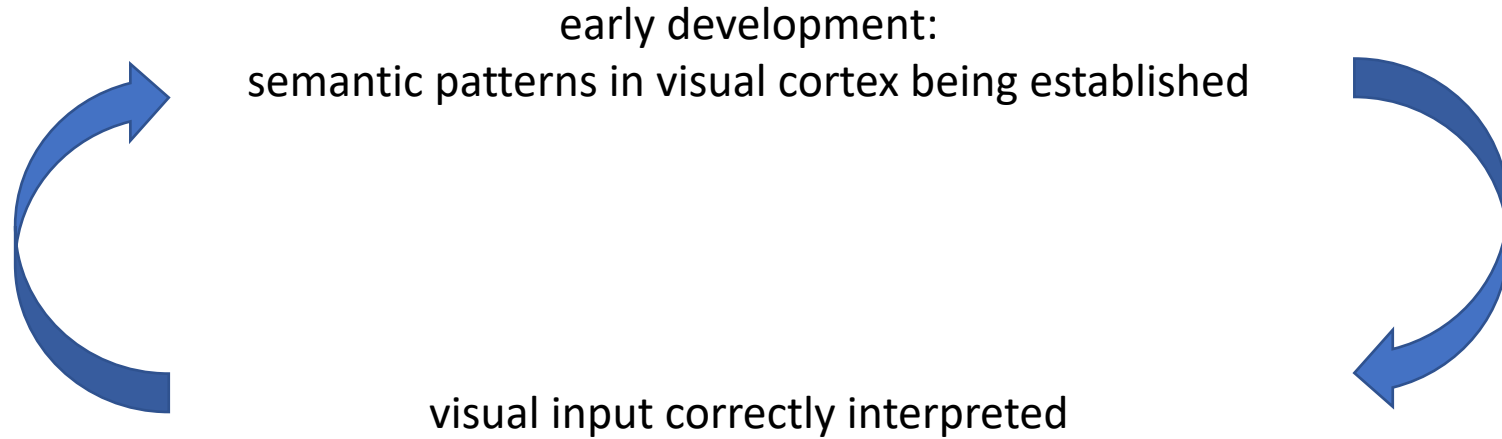 early development:
semantic patterns in visual cortex being established
visual input correctly interpreted